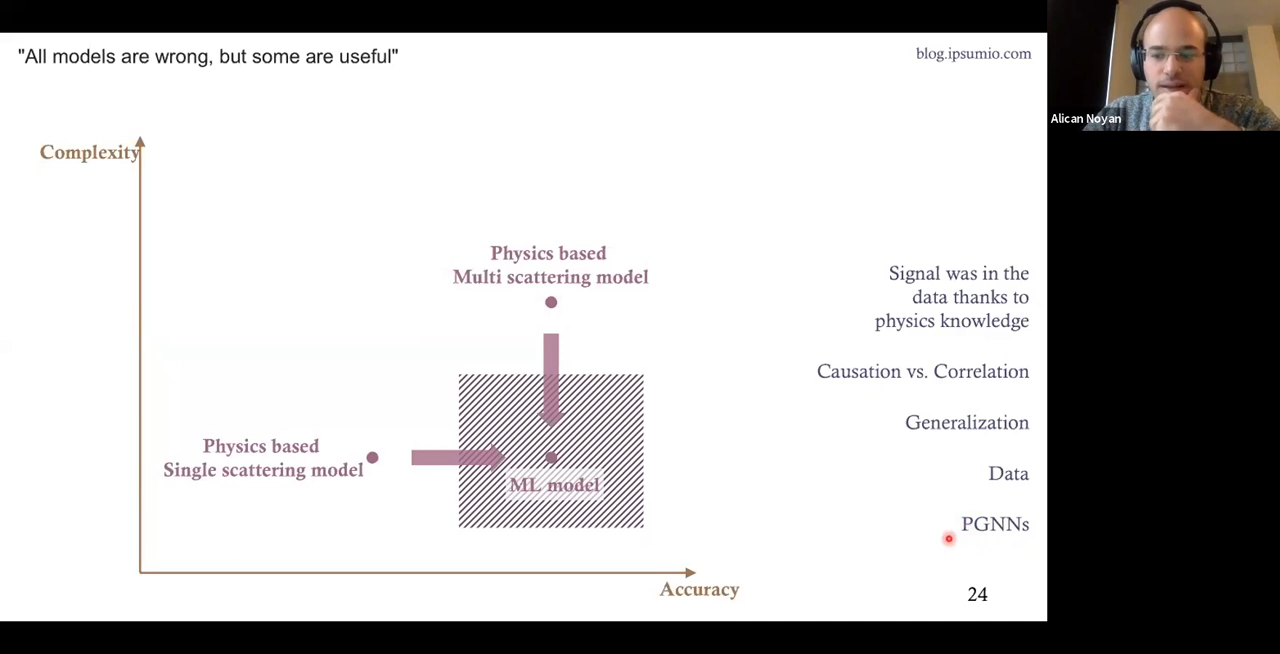 "All models are wrong, but some are useful"
blog.ipsumio.com
Alican Noyan
Complexity
Physics based
Multi scattering model
Physics based
Single scattering model
ML model
Accuracy
Signal was in the
data thanks to
physics knowledge
Causation vs. Correlation
Generalization
Data
PGNNs
24